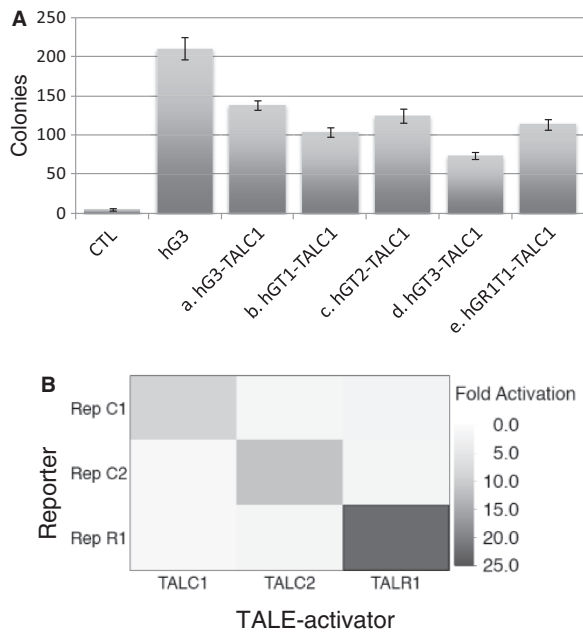 A
250
200
150
100
50
0
Colonies
CTL
hG3
a. hG3-TALC1
b. hGT1-TALC1
c. hGT2-TALC1
d. hGT3-TALC1
e. hGR1T1-TALC1
B
Reporter
Rep C1
Rep C2
Rep R1
TALC1 TALC2 TALR1
TALE-activator
Fold Activation
0.0
5.0
10.0
15.0
20.0
25.0